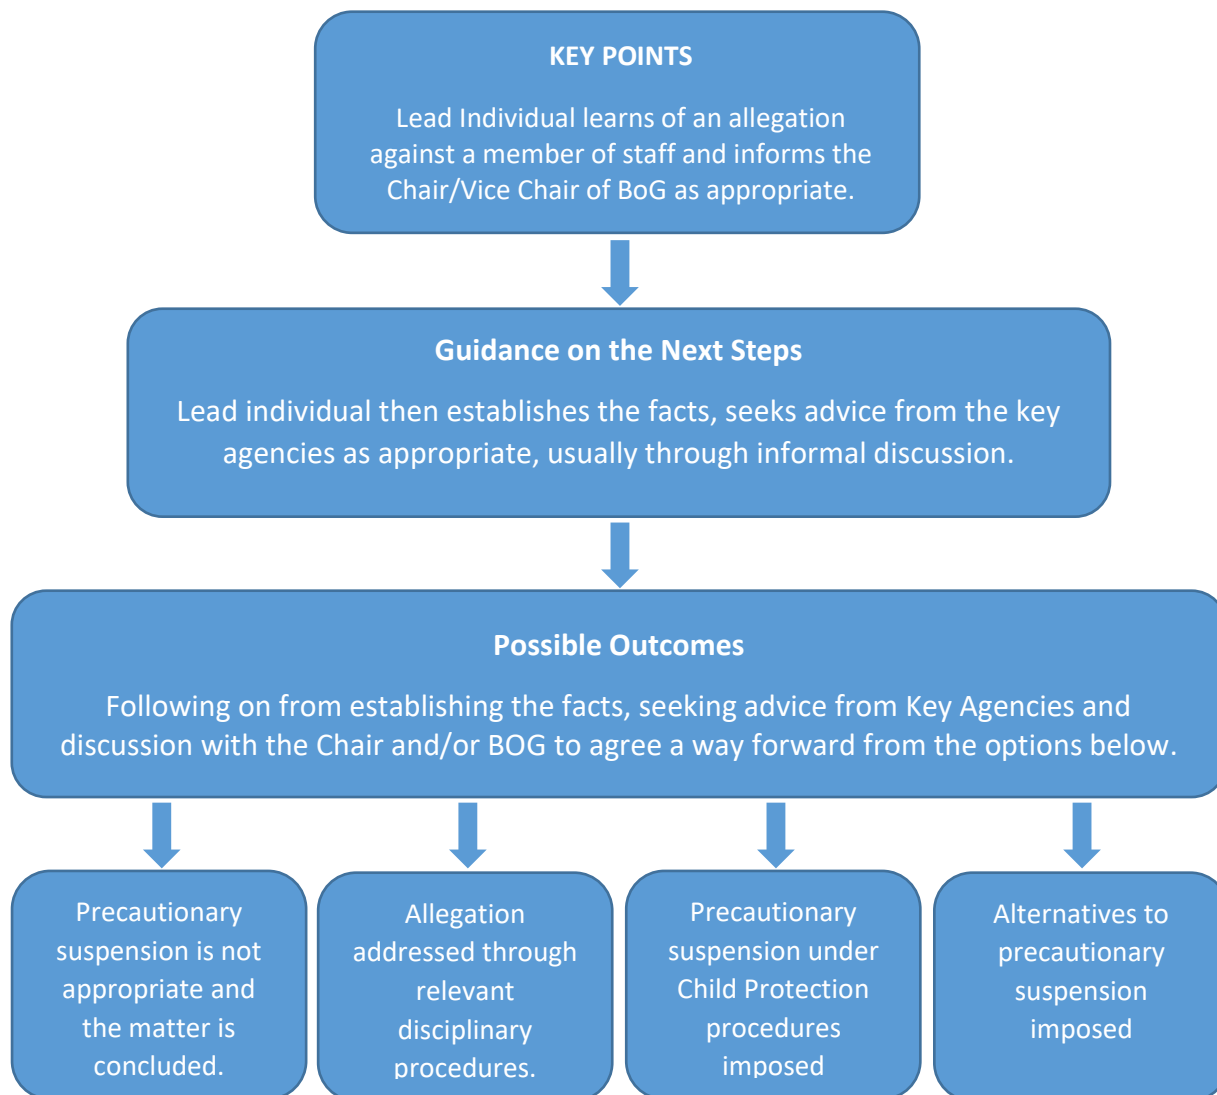 KEY POINTS
Lead Individual learns of an allegation
against a member of staff and informs the
Chair/Vice Chair of BoG as appropriate.
Guidance on the Next Steps
Lead individual then establishes the facts, seeks advice from the key
agencies as appropriate, usually through informal discussion.
Possible Outcomes
Following on from establishing the facts, seeking advice from Key Agencies and
discussion with the Chair and/or BOG to agree a way forward from the options below.
Precautionary
suspension is not
appropriate and
the matter is
concluded.
Allegation
addressed through
relevant
disciplinary
procedures.
Precautionary
suspension under
Child Protection
procedures
imposed
Alternatives to
precautionary
suspension
imposed